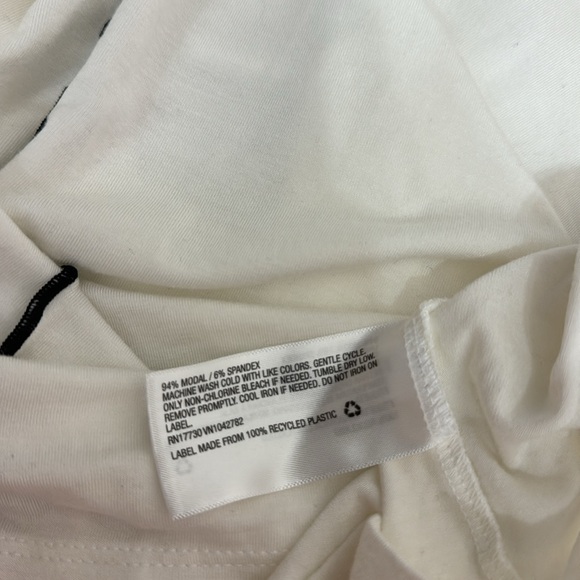 94% MODAL / 6% SPANDEX
MACHINE WASH COLD WITH LIKE COLORS. GENTLE CYCLE.
ONLY NON-CHLORINE BLEACH IF NEEDED. TUMBLE DRY LOW.
REMOVE PROMPTLY. COOL IRON IF NEEDED. DO NOT IRON ON
LABEL.
RN17730 VN1042782
LABEL MADE FROM 100% RECYCLED PLASTIC